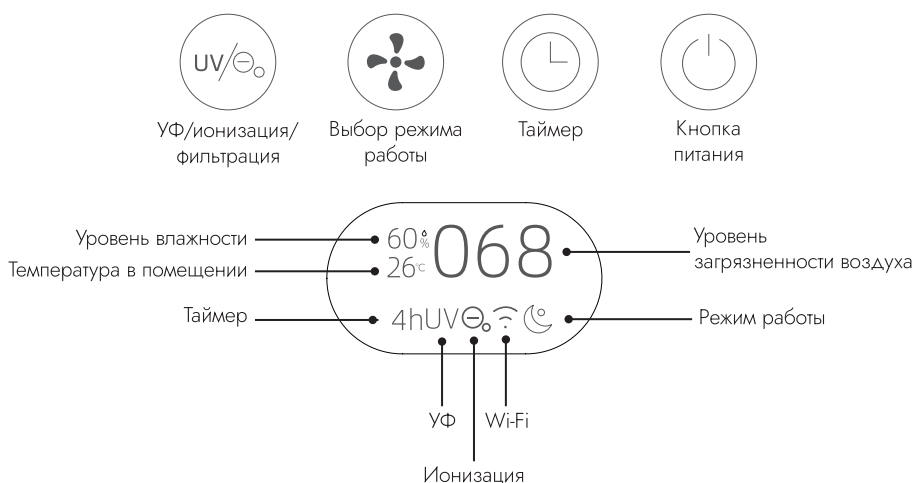 UV/
УФ/ионизация/
фильтрация
Выбор режима
работы
Таймер
Кнопка
питания
Уровень влажности
Температура в помещении
Таймер
60%
26°C
068
4hUV
Уровень
загрязненности воздуха
Режим работы
УФ
Wi-Fi
Ионизация